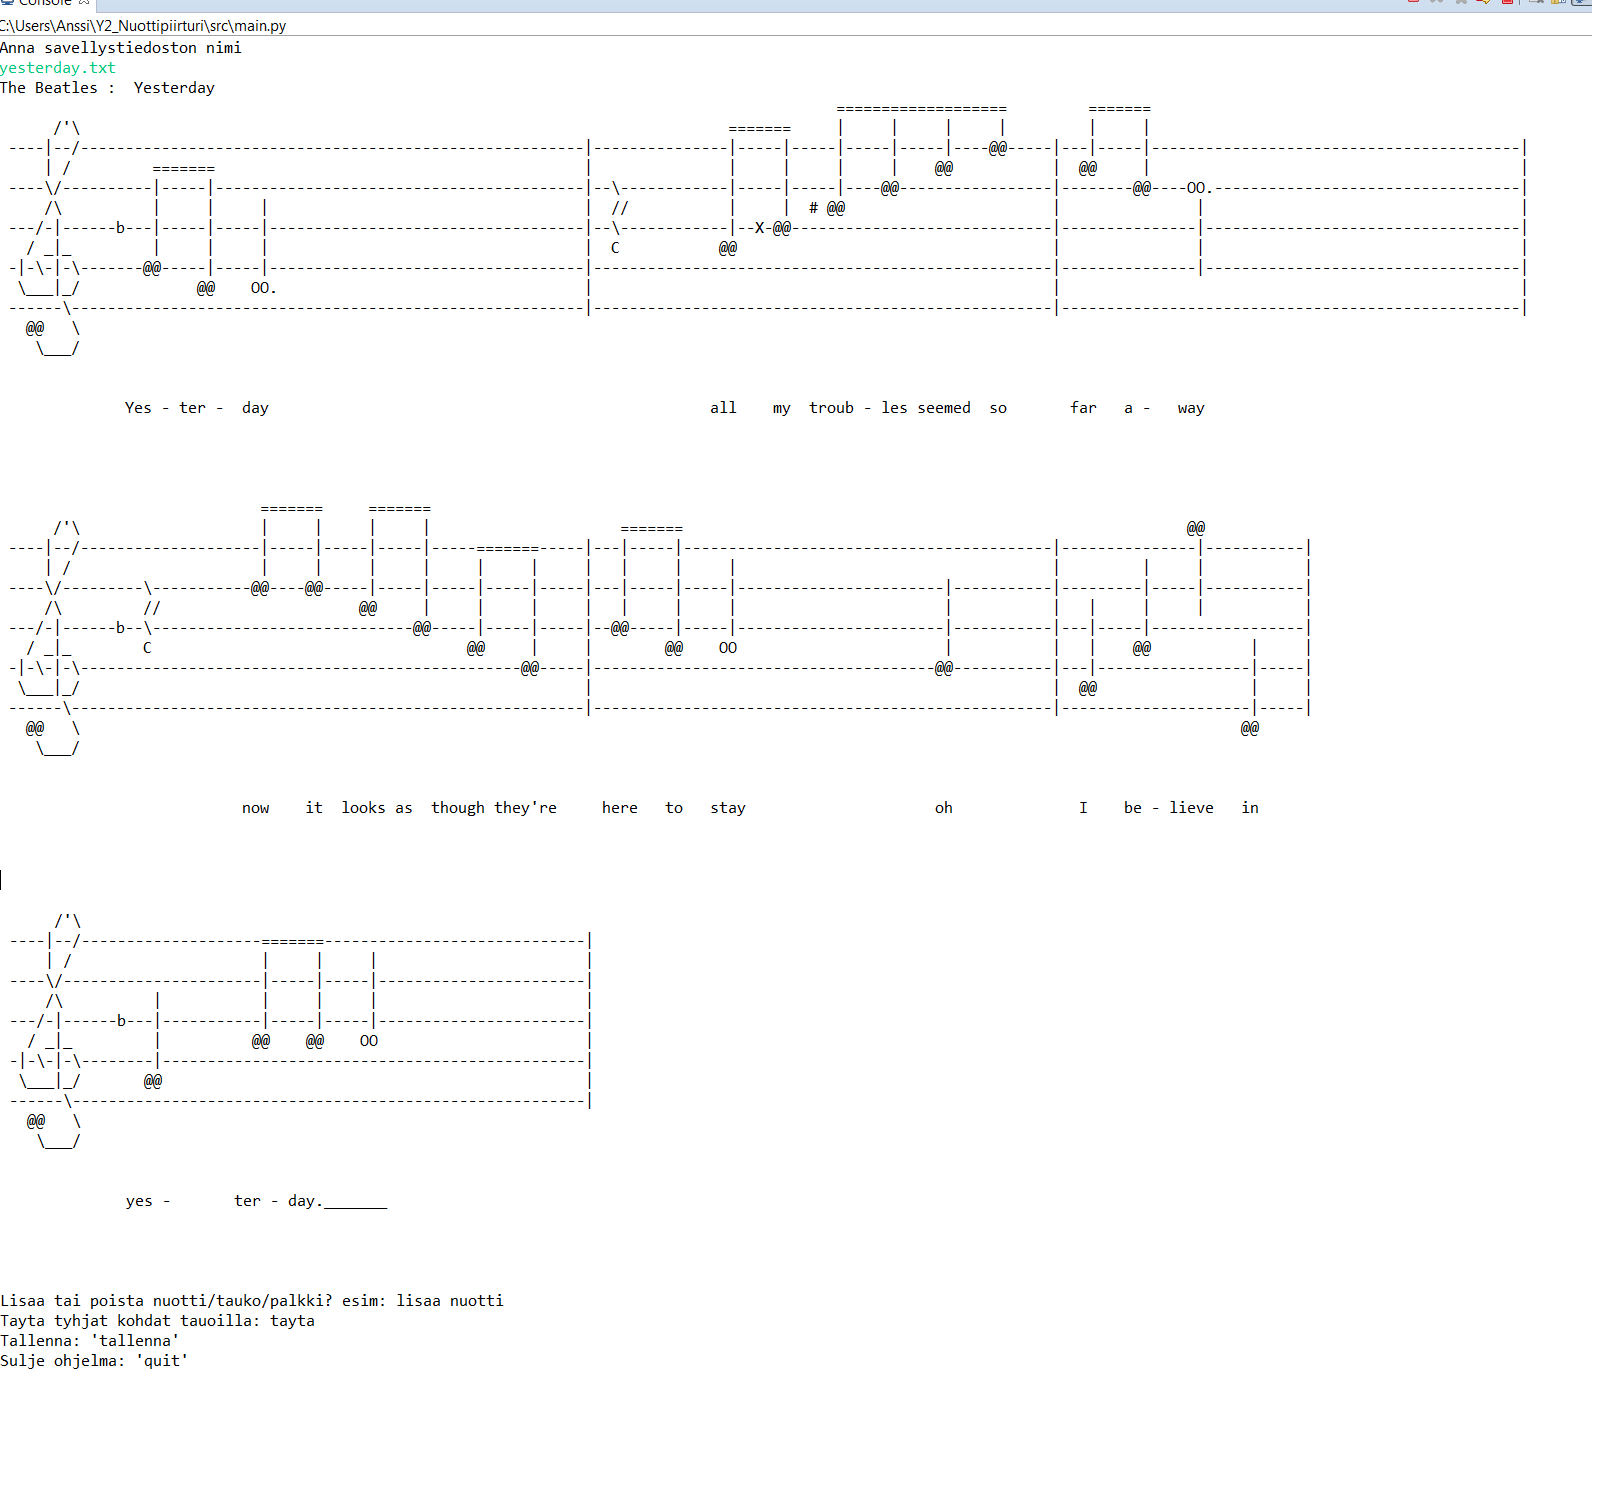 Console
C:\Users\Anssi\Y2_Nuottipiirturi\src\main.py
Anna savellystiedoston nimi
yesterday.txt
The Beatles :  Yesterday
b
# 
X
C
Yes - ter -  day    all    my  troub - les seemed  so    far   a -   way
b
C
now    it  looks as  though they're    here   to   stay    oh    I    be - lieve   in
b
yes -       ter - day._______
Lisaa tai poista nuotti/tauko/palkki? esim: lisaa nuotti
Tayta tyhjat kohdat tauoilla: tayta
Tallenna: 'tallenna'
Sulje ohjelma: 'quit'